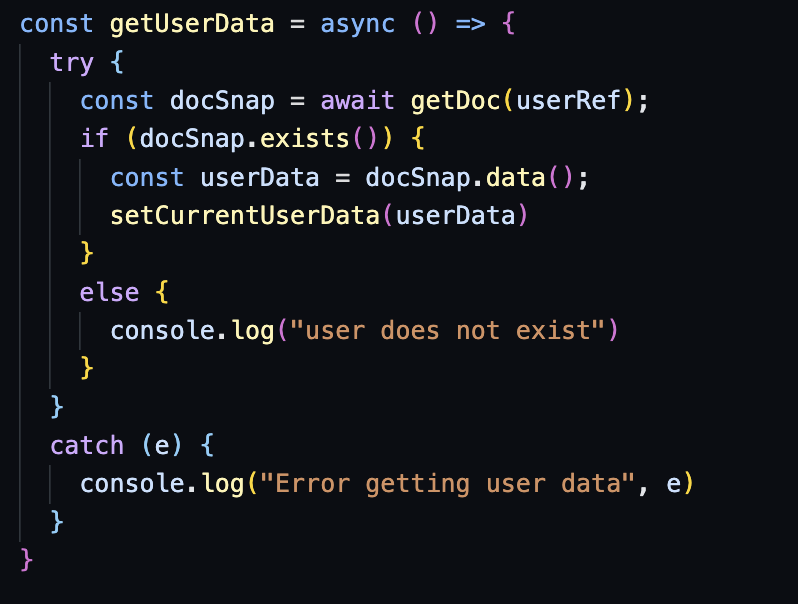 const getUserData = async () => {
  try {
    const docSnap = await getDoc(userRef);
    if (docSnap.exists()) {
      const userData = docSnap.data();
      setCurrentUserData(userData)
    }
    else {
      console.log("user does not exist")
    }
  }
  catch (e) {
    console.log("Error getting user data", e)
  }
}